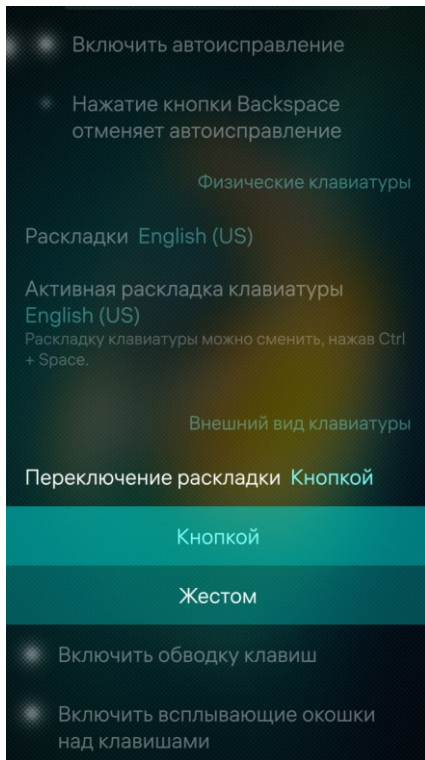 Включить автоисправление
Нажатие кнопки Backspace
отменяет автоисправление
Физические клавиатуры
Раскладки English (US)
Активная раскладка клавиатуры
English (US)
Раскладку клавиатуры можно сменить, нажав Ctrl
+ Space.
Внешний вид клавиатуры
Переключение раскладки Кнопкой
Кнопкой
Жестом
Включить обводку клавиш
Включить всплывающие окошки
над клавишами